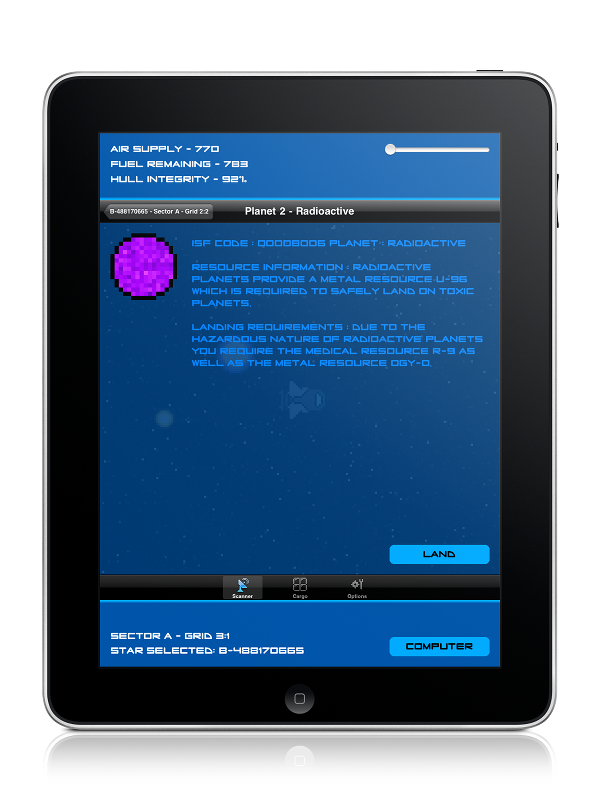 AIR SUPPLY - 770
FUEL REMAINING - 783
HULL INTEGRITY - 92%
B-488170665 - Sector A - Grid 2:2
Planet 2 - Radioactive
ISF CODE : Q000B006 PLANET : RADIOACTIVE
RESOURCE INFORMATION : RADIOACTIVE
PLANETS PROVIDE A METAL RESOURCE U-96
WHICH IS REQUIRED TO SAFELY LAND ON TOXIC
PLANETS.
LANDING REQUIREMENTS : DUE TO THE
HAZARDOUS NATURE OF RADIOACTIVE PLANETS
YOU REQUIRE THE MEDICAL RESOURCE R-9 AS
WELL AS THE METAL RESOURCE OGY-O.
LAND
Scanner
Cargo
Options
SECTOR A - GRID 3:1
STAR SELECTED: B-488170665
COMPUTER